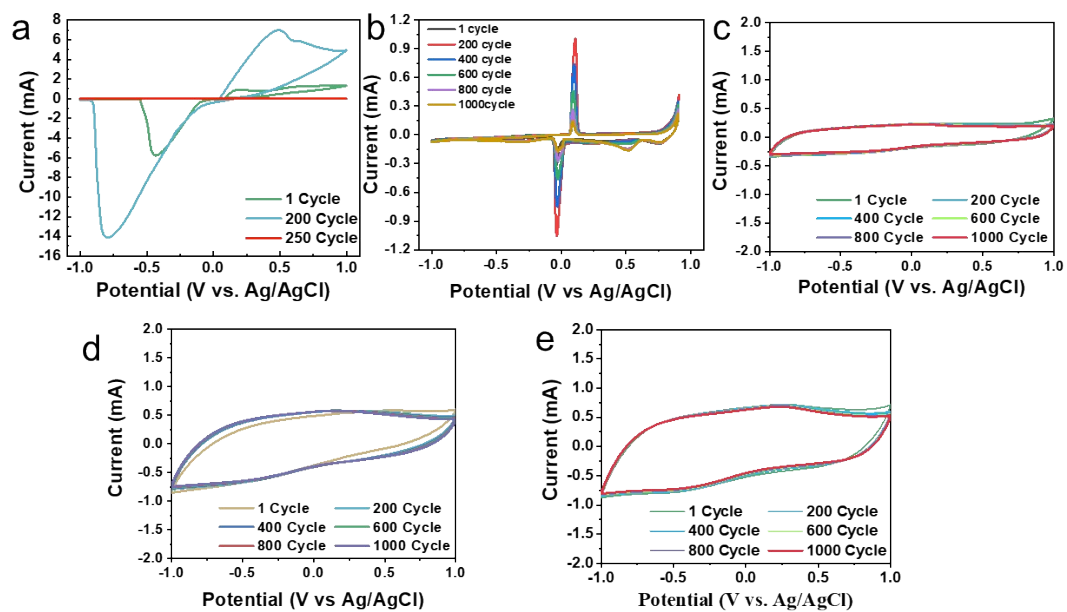 a
8
6
4
2
0
-2
-4
-6
-8
-10
-12
-14
-16
Current (mA)
1 Cycle
200 Cycle
250 Cycle
-1.0
-0.5
0.0
0.5
1.0
Potential (V vs. Ag/AgCl)
b
1.2
0.9
0.6
0.3
0.0
-0.3
-0.6
-0.9
-1.2
Current (mA)
1 cycle
200 cycle
400 cycle
600 cycle
800 cycle
1000cycle
-1.0
-0.5
0.0
0.5
1.0
Potential (V vs Ag/AgCl)
c
2.0
1.5
1.0
0.5
0.0
-0.5
-1.0
-1.5
-2.0
Current (mA)
1 Cycle 200 Cycle
400 Cycle 600 Cycle
800 Cycle 1000 Cycle
-1.0
-0.5
0.0
0.5
1.0
Potential (V vs. Ag/AgCl)
d
2.0
1.5
1.0
0.5
0.0
-0.5
-1.0
-1.5
-2.0
Current (mA)
1 Cycle 200 Cycle
400 Cycle 600 Cycle
800 Cycle 1000 Cycle
-1.0
-0.5
0.0
0.5
1.0
Potential (V vs Ag/AgCl)
e
2.0
1.5
1.0
0.5
0.0
-0.5
-1.0
-1.5
-2.0
Current (mA)
1 Cycle 200 Cycle
400 Cycle 600 Cycle
800 Cycle 1000 Cycle
-1.0
-0.5
0.0
0.5
1.0
Potential (V vs. Ag/AgCl)